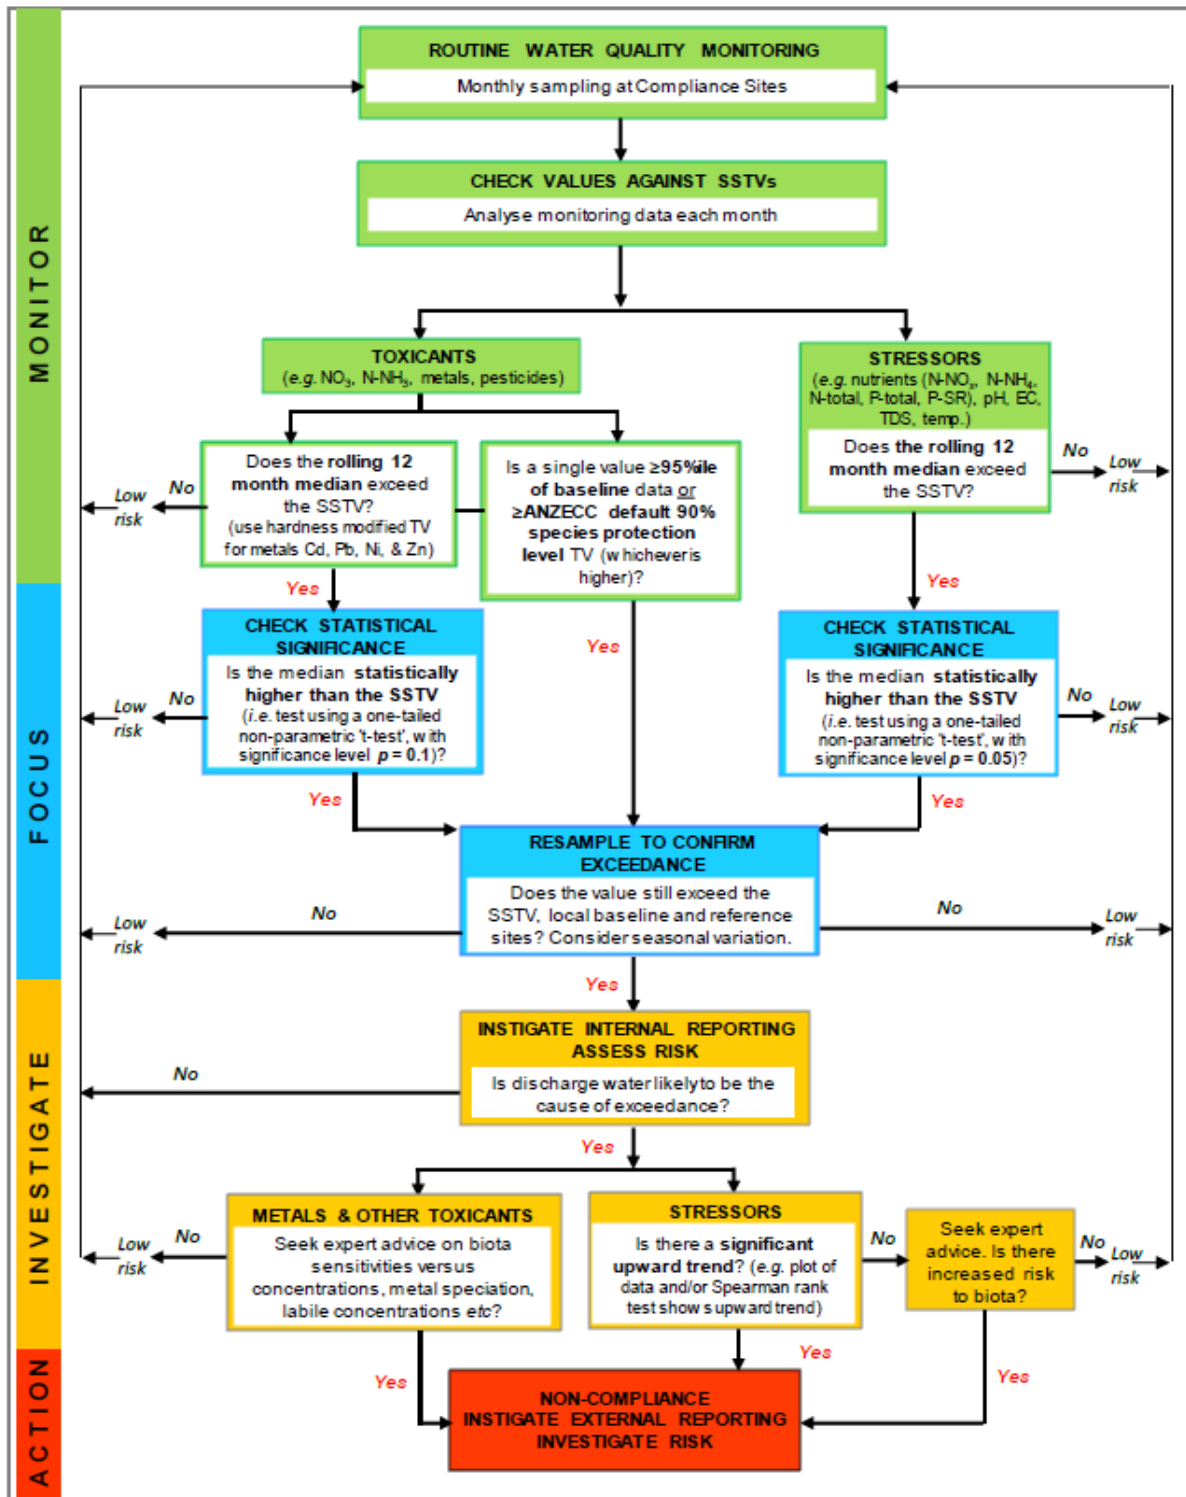 MONITOR
FOCUS
INVESTIGATE
ACTION
ROUTINE WATER QUALITY MONITORING
Monthly sampling at Compliance Sites
CHECK VALUES AGAINST SSTVs
Analyse monitoring data each month
TOXICANTS
(e.g. NO₃, N-NH₃, metals, pesticides)
STRESSORS
(e.g. nutrients (N-NOₓ, N-NH₄,
N-total, P-total, P-SR), pH, EC,
TDS, temp.)
Does the rolling 12
month median exceed
the SSTV?
No
Low
risk
Does the rolling 12
month median exceed
the SSTV?
(use hardness modified TV
for metals Cd, Pb, Ni, & Zn)
No
Low
risk
Is a single value ≥95%ile
of baseline data or
≥ANZECC default 90%
species protection
level TV (whichever is
higher)?
Yes
Yes
Yes
CHECK STATISTICAL
SIGNIFICANCE
Is the median statistically
higher than the SSTV
(i.e. test using a one-tailed
non-parametric 't-test', with
significance level p = 0.1)?
No
Low
risk
CHECK STATISTICAL
SIGNIFICANCE
Is the median statistically
higher than the SSTV
(i.e. test using a one-tailed
non-parametric 't-test', with
significance level p = 0.05)?
No
Low
risk
Yes
Yes
RESAMPLE TO CONFIRM
EXCEEDANCE
Does the value still exceed the
SSTV, local baseline and reference
sites? Consider seasonal variation.
No
Low
risk
No
Low
risk
Yes
INSTIGATE INTERNAL REPORTING
ASSESS RISK
Is discharge water likely to be the
cause of exceedance?
No
Yes
METALS & OTHER TOXICANTS
Seek expert advice on biota
sensitivities versus
concentrations, metal speciation,
labile concentrations etc?
No
Low
risk
STRESSORS
Is there a significant
upward trend? (e.g. plot of
data and/or Spearman rank
test shows upward trend)
No
Seek expert
advice. Is there
increased risk
to biota?
No
Low
risk
Yes
Yes
Yes
NON-COMPLIANCE
INSTIGATE EXTERNAL REPORTING
INVESTIGATE RISK